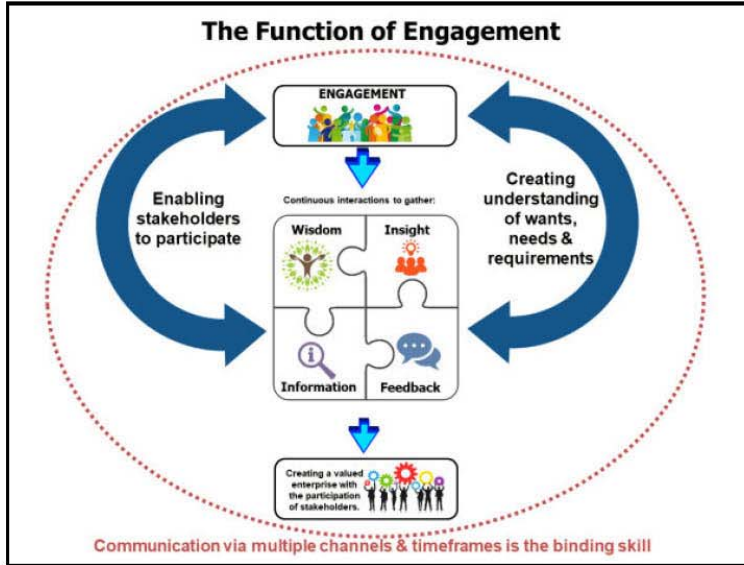 The Function of Engagement
ENGAGEMENT
Enabling
stakeholders
to participate
Creating
understanding
of wants,
needs &
requirements
Continuous interactions to gather:
Wisdom
Insight
Information
Feedback
Creating a valued
enterprise with
the participation
of stakeholders.
Communication via multiple channels & timeframes is the binding skill